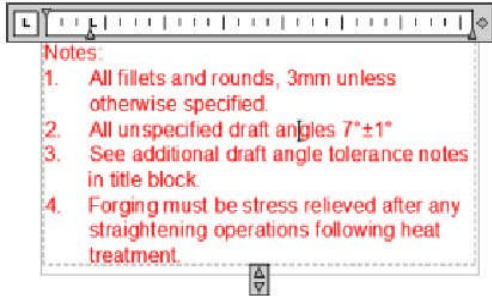 Notes:
1. All fillets and rounds, 3mm unless
otherwise specified.
2. All unspecified draft angles 7°±1°
3. See additional draft angle tolerance notes
in title block.
4. Forging must be stress relieved after any
straightening operations following heat
treatment.